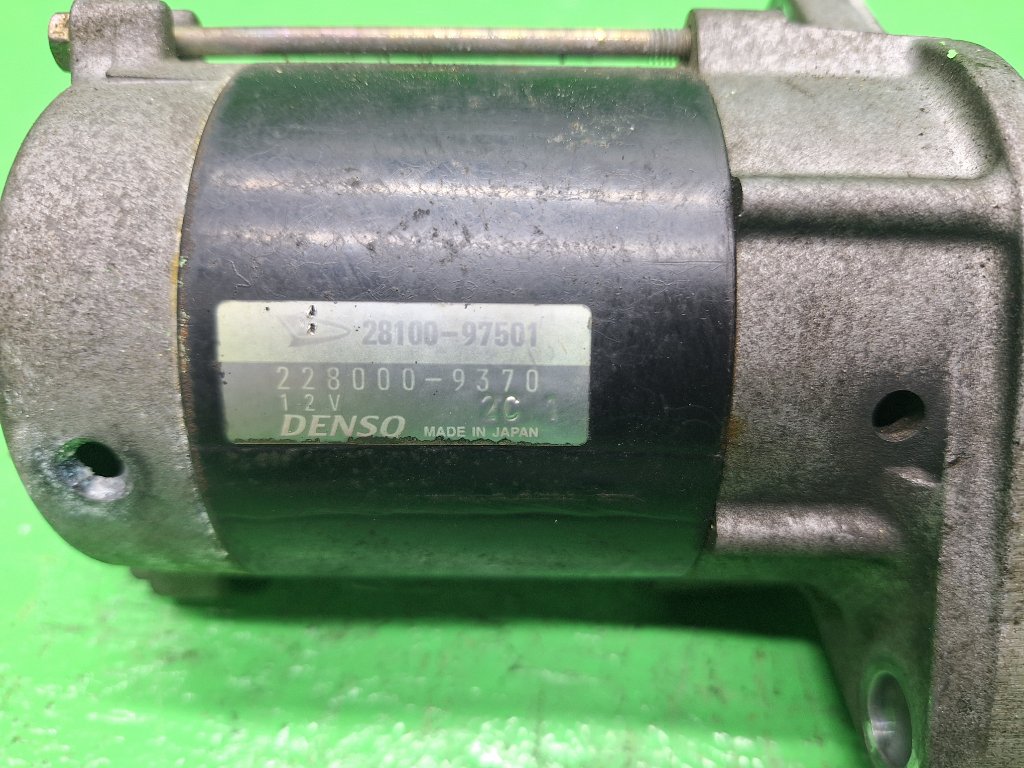 28100-97501
228000-9370
12V 2C 1
DENSO MADE IN JAPAN